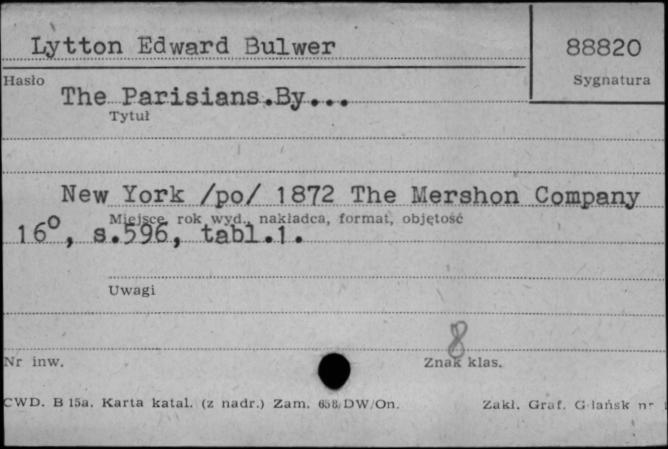 Lytton Edward Bulwer
88820
Hasło
Sygnatura
The Parisians.By...
Tytuł
New York /po/ 1872 The Mershon Company
Miejsce, rok wyd., nakładca, format, objętość
16°, s.596, tabl.1.
Uwagi
8
Nr inw.
Znak klas.
CWD. B 15a. Karta katal. (z nadr.) Zam. 658/DW/On.
Zakł. Graf. Gdańsk nr